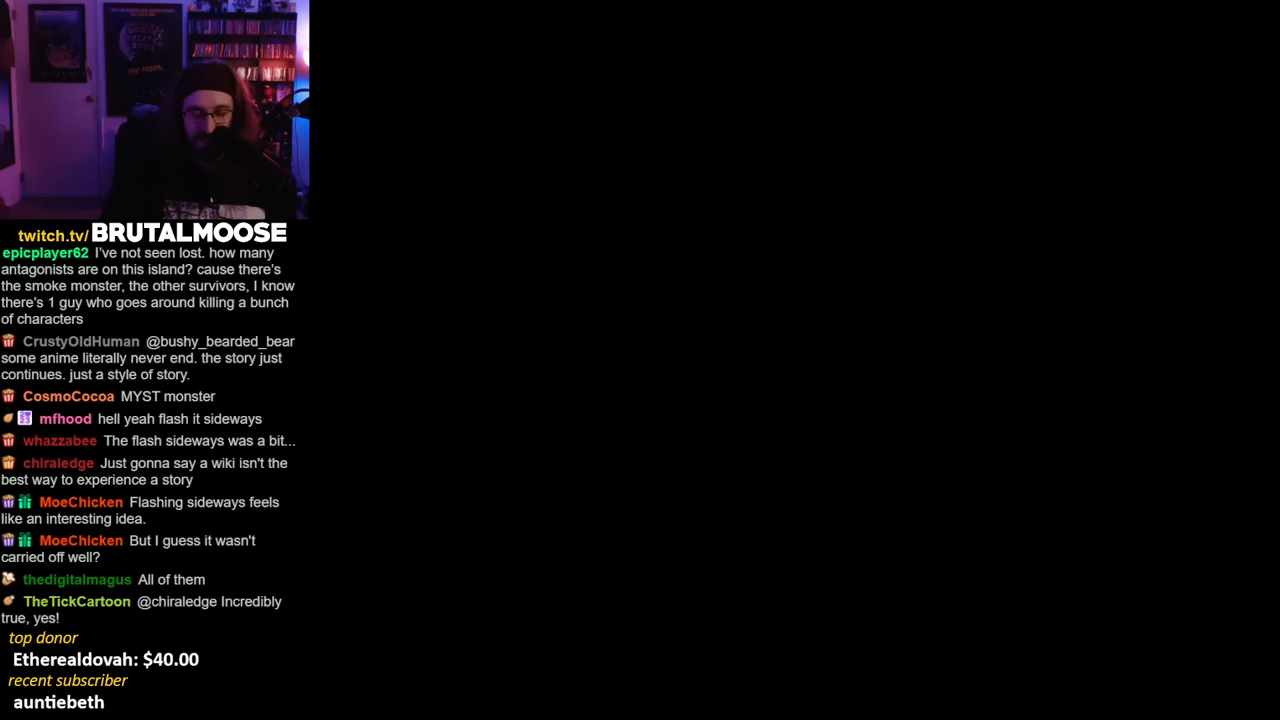 twitch.tv/BRUTALMOOSE
epicplayer62 I've not seen lost. how many
antagonists are on this island? cause there's
the smoke monster, the other survivors, I know
there's 1 guy who goes around killing a bunch
of characters
CrustyOldHuman @bushy_bearded_bear
some anime literally never end. the story just
continues. just a style of story.
CosmoCocoa MYST monster
mfhood hell yeah flash it sideways
whazzabee The flash sideways was a bit...
chiraledge Just gonna say a wiki isn't the
best way to experience a story
MoeChicken Flashing sideways feels
like an interesting idea.
MoeChicken But I guess it wasn't
carried off well?
thedigitalmagus All of them
TheTickCartoon @chiraledge Incredibly
true, yes!
top donor
Etherealdovah: $40.00
recent subscriber
auntiebeth